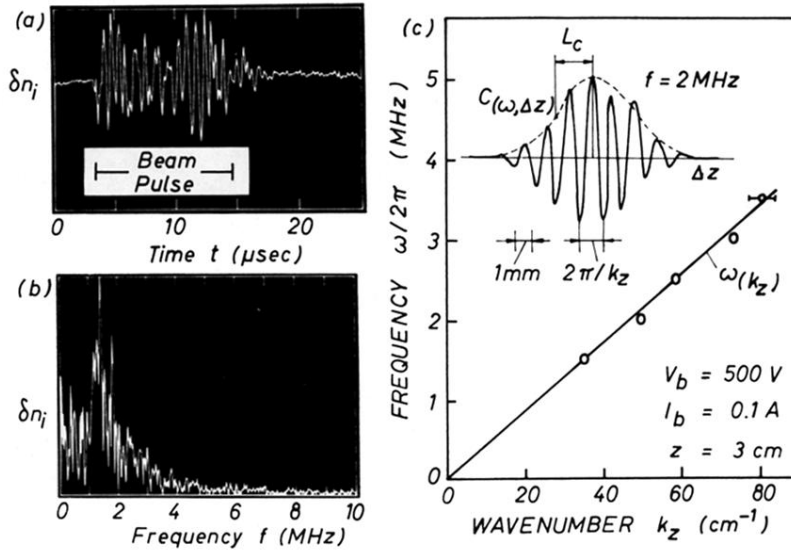 (a)
δn_i
Beam
Pulse
0 10 20
Time t (μsec)
(b)
δn_i
0 2 4 6 8 10
Frequency f (MHz)
(c)
L_c
C(ω,Δz)
f = 2 MHz
Δz
1mm
2π/k_z
ω(k_z)
FREQUENCY ω/2π (MHz)
5
4
3
2
1
0
V_b = 500 V
I_b = 0.1 A
z = 3 cm
0 20 40 60 80
WAVENUMBER k_z (cm⁻¹)